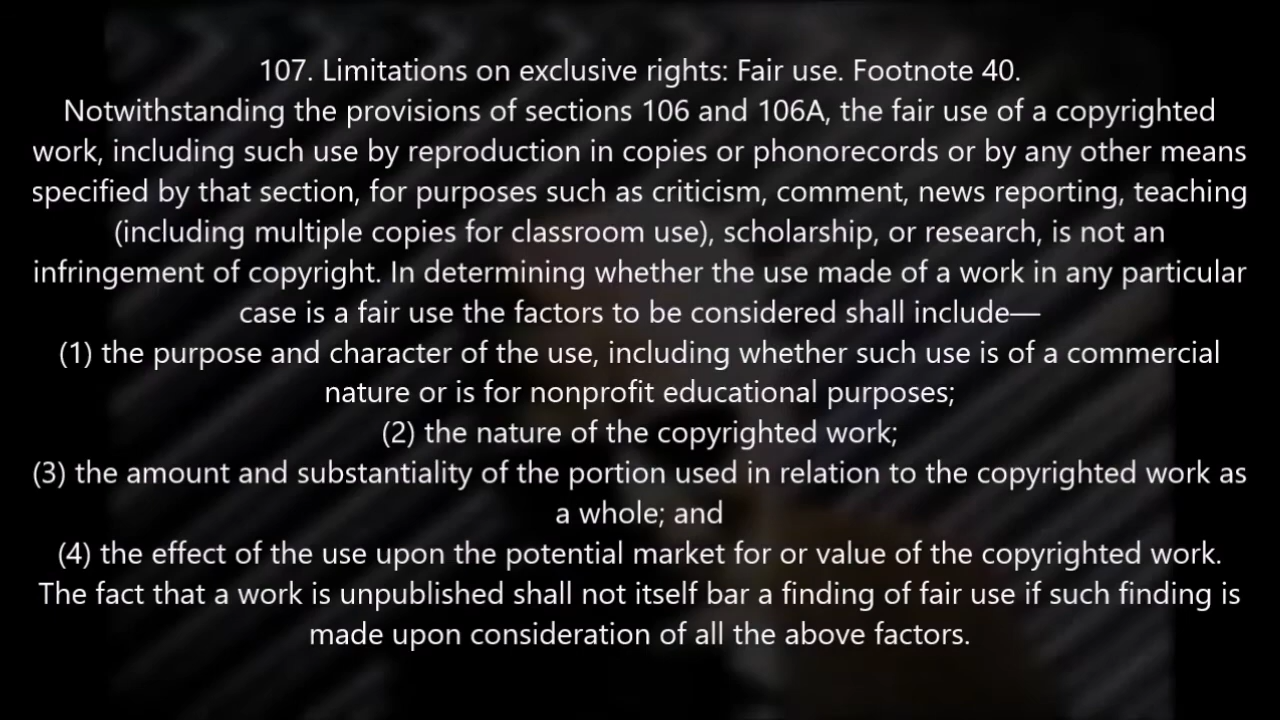 107. Limitations on exclusive rights: Fair use. Footnote 40.
Notwithstanding the provisions of sections 106 and 106A, the fair use of a copyrighted
work, including such use by reproduction in copies or phonorecords or by any other means
specified by that section, for purposes such as criticism, comment, news reporting, teaching
(including multiple copies for classroom use), scholarship, or research, is not an
infringement of copyright. In determining whether the use made of a work in any particular
case is a fair use the factors to be considered shall include—
(1) the purpose and character of the use, including whether such use is of a commercial
nature or is for nonprofit educational purposes;
(2) the nature of the copyrighted work;
(3) the amount and substantiality of the portion used in relation to the copyrighted work as
a whole; and
(4) the effect of the use upon the potential market for or value of the copyrighted work.
The fact that a work is unpublished shall not itself bar a finding of fair use if such finding is
made upon consideration of all the above factors.